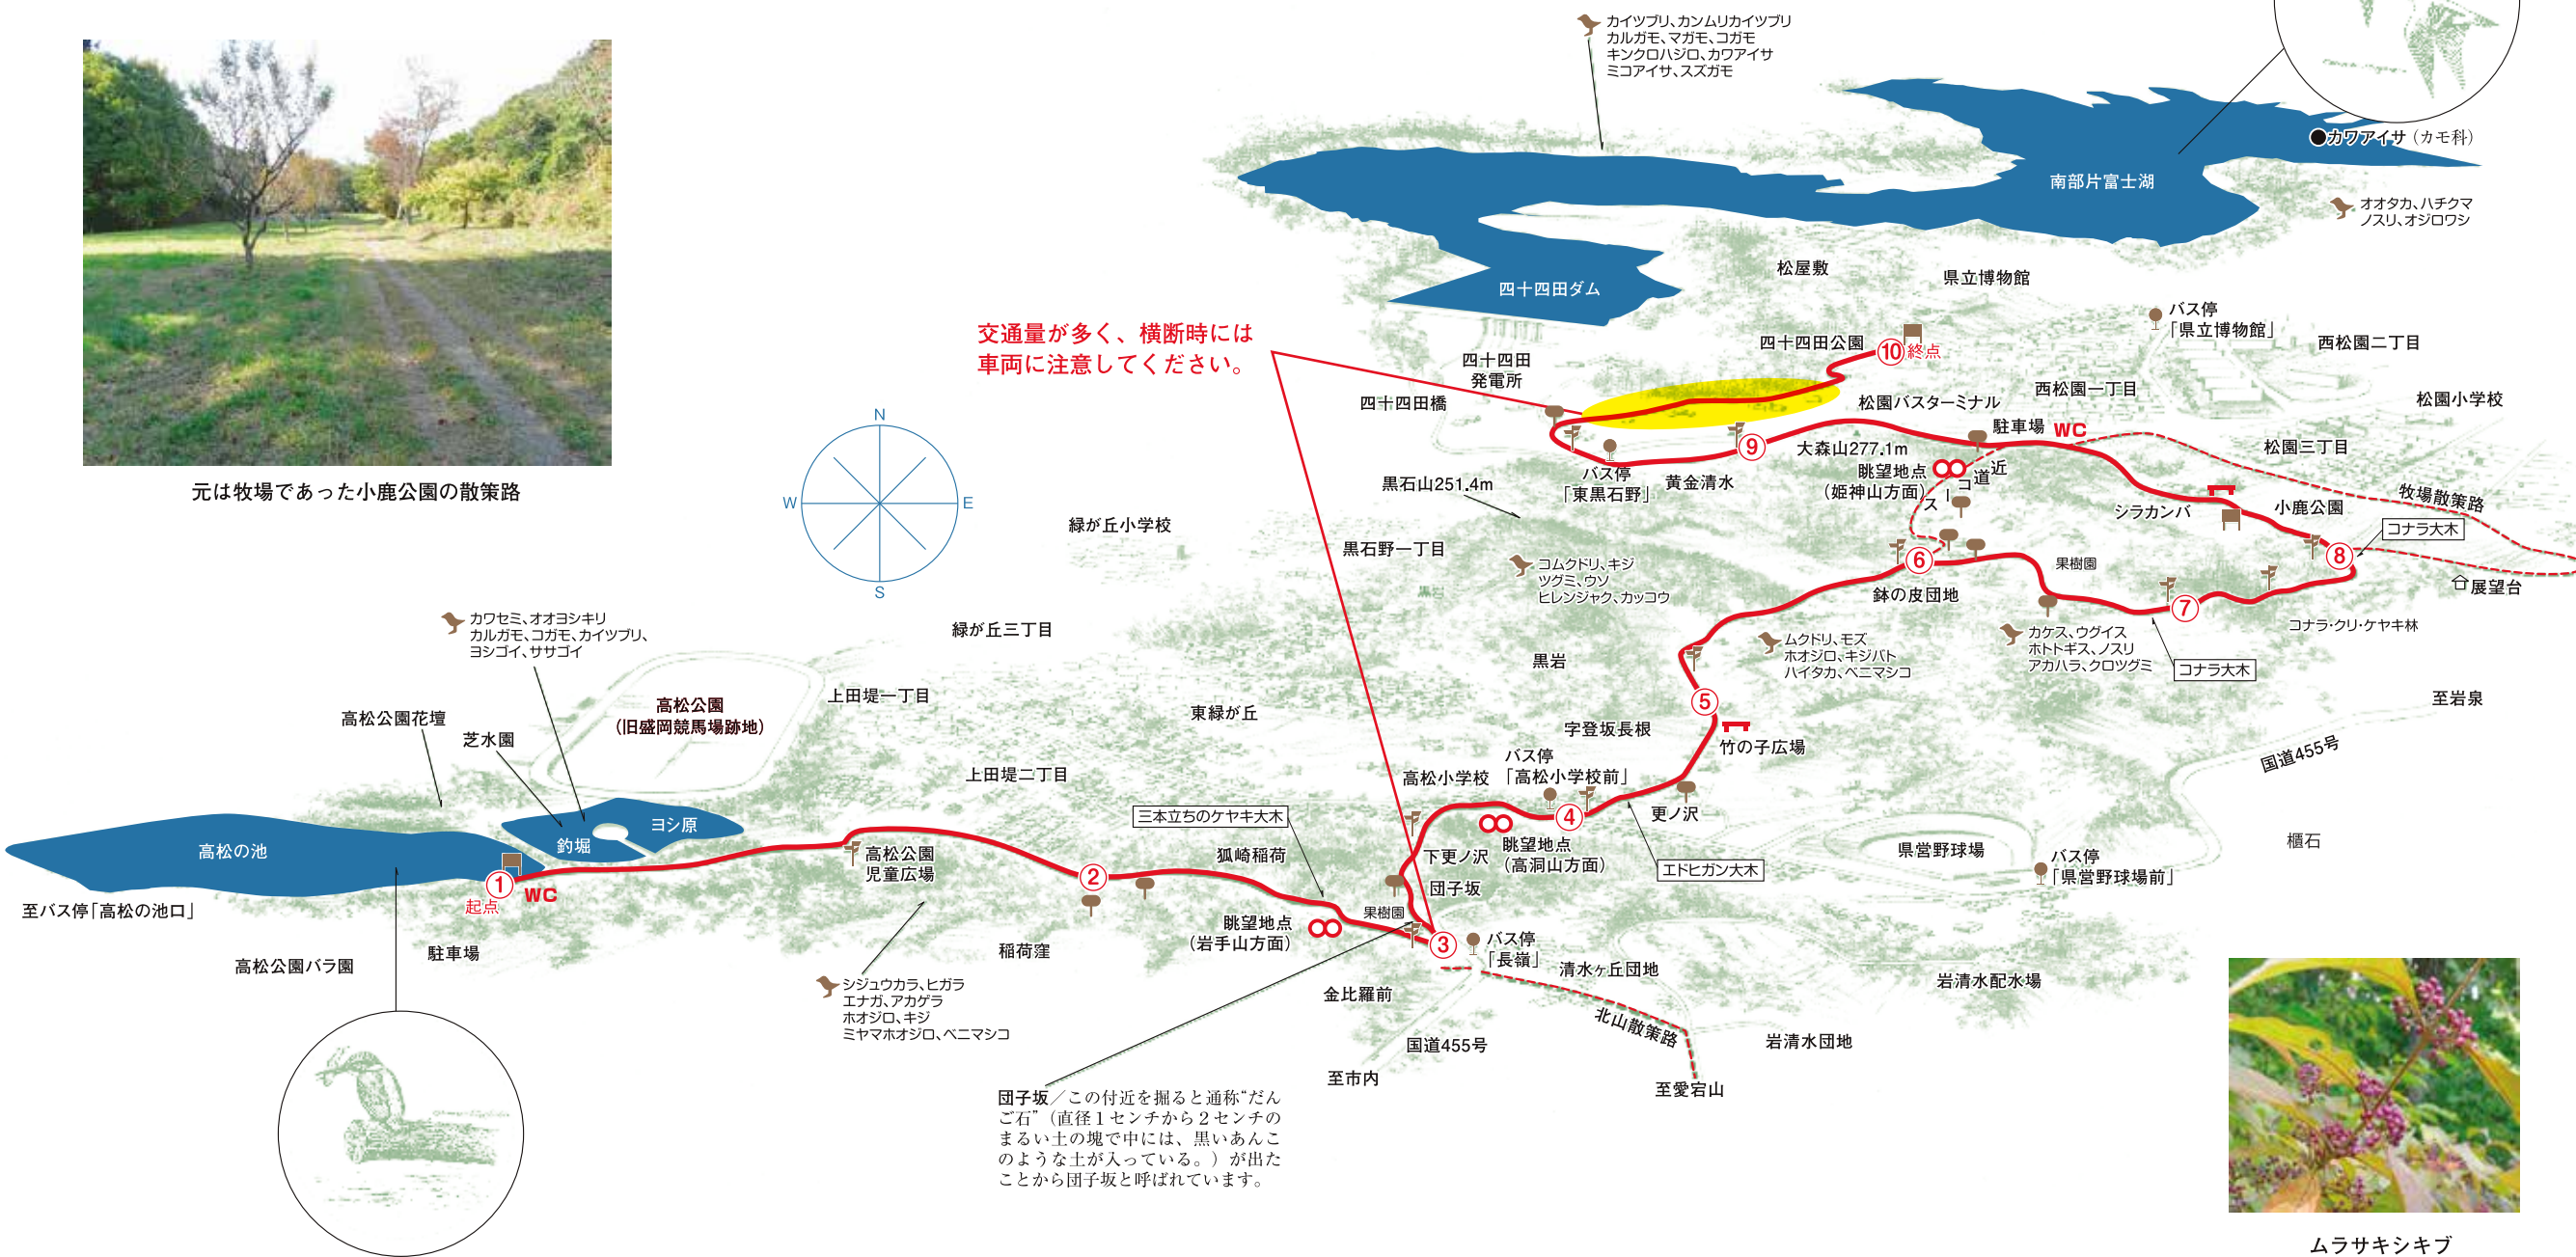 カイツブリ、カンムリカイツブリ
カルガモ、マガモ、コガモ
キンクロハジロ、カワアイサ
ミコアイサ、スズガモ
●カワアイサ（カモ科）
南部片富士湖
オオタカ、ハチクマ
ノスリ、オジロワシ
四十四田ダム
松屋敷
県立博物館
バス停
「県立博物館」
西松園二丁目
交通量が多く、横断時には
車両に注意してください。
四十四田
発電所
四十四田公園
⑩終点
四十四田橋
西松園一丁目
松園小学校
松園バスターミナル
駐車場 WC
松園三丁目
⑨
大森山277.1m
眺望地点
（姫神山方面）
近道コース
バス停
「東黒石野」
黄金清水
黒石山251.4m
牧場散策路
シラカンバ
小鹿公園
コナラ大木
⑧
展望台
元は牧場であった小鹿公園の散策路
N
W
E
S
緑が丘小学校
黒石野一丁目
黒岩
コムクドリ、キジ
ツグミ、ウソ
ヒレンジャク、カッコウ
⑥
鉢の皮団地
果樹園
⑦
コナラ・クリ・ケヤキ林
カワセミ、オオヨシキリ
カルガモ、コガモ、カイツブリ、
ヨシゴイ、ササゴイ
緑が丘三丁目
黒岩
ムクドリ、モズ
ホオジロ、キジバト
ハイタカ、ベニマシコ
カケス、ウグイス
ホトトギス、ノスリ
アカハラ、クロツグミ
コナラ大木
至岩泉
国道455号
高松公園花壇
芝水園
高松公園
（旧盛岡競馬場跡地）
上田堤一丁目
東緑が丘
⑤
字登坂長根
竹の子広場
上田堤二丁目
高松小学校
バス停
「高松小学校前」
④
更ノ沢
三本立ちのケヤキ大木
高松の池
釣堀
ヨシ原
高松公園
児童広場
狐崎稲荷
下更ノ沢
眺望地点
（高洞山方面）
エドヒガン大木
県営野球場
バス停
「県営野球場前」
櫃石
①
起点
WC
②
団子坂
至バス停「高松の池口」
駐車場
高松公園バラ園
稲荷窪
眺望地点
（岩手山方面）
果樹園
③
バス停
「長嶺」
清水ヶ丘団地
岩清水配水場
シジュウカラ、ヒガラ
エナガ、アカゲラ
ホオジロ、キジ
ミヤマホオジロ、ベニマシコ
金比羅前
北山散策路
国道455号
岩清水団地
至市内
至愛宕山
団子坂／この付近を掘ると通称“だん
ご石”（直径１センチから２センチの
まるい土の塊で中には、黒いあんこ
のような土が入っている。）が出た
ことから団子坂と呼ばれています。
ムラサキシキブ